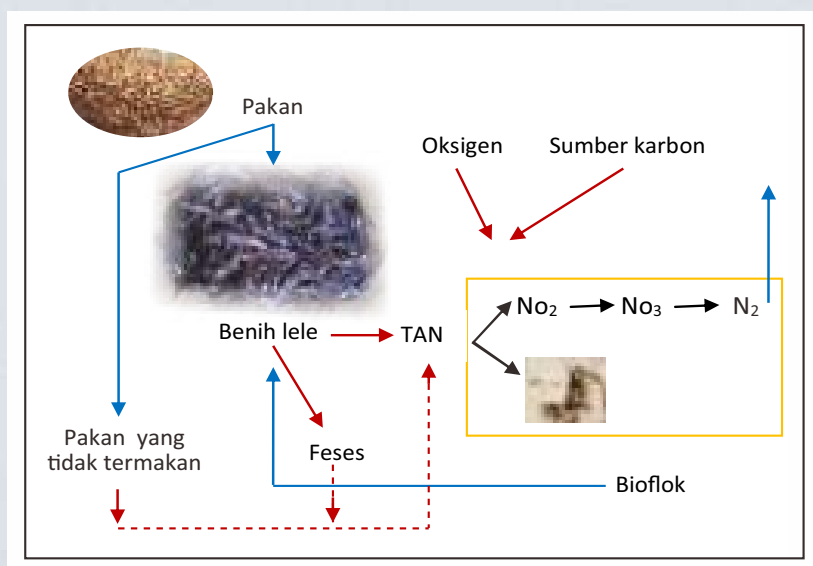 Pakan
Oksigen
Sumber karbon
No₂
No₃
N₂
Benih lele
TAN
Pakan yang
tidak termakan
Feses
Bioflok